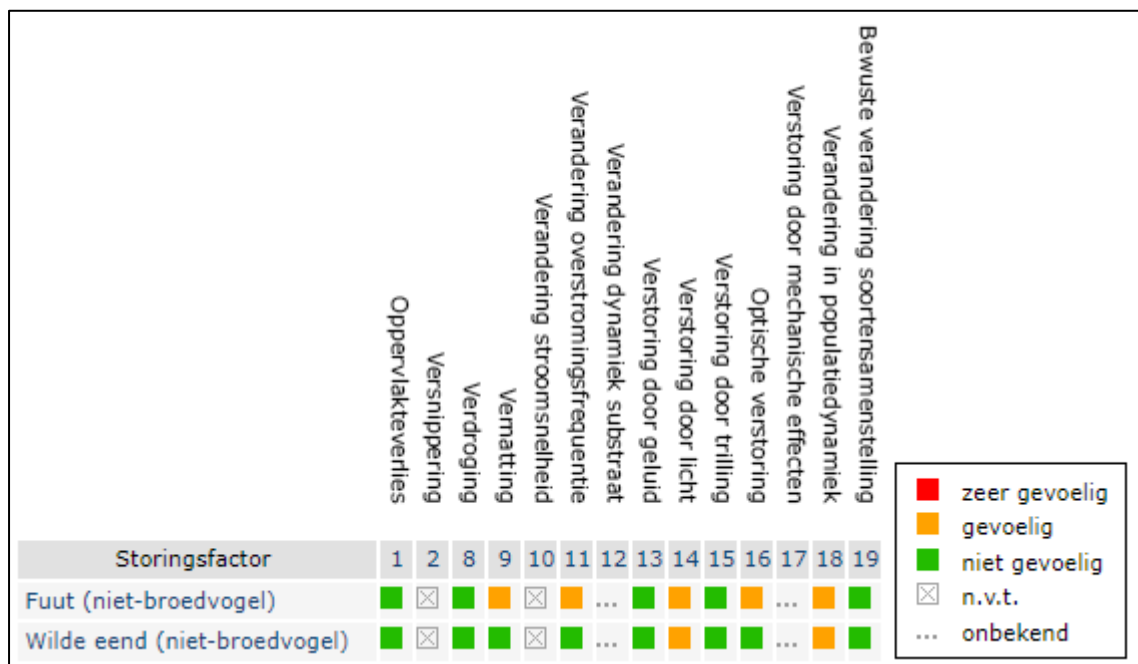 Oppervlakteverlies
Versnippering
Verdroging
Vernatting
Verandering stroomsnelheid
Verandering overstromingsfrequentie
Verandering dynamiek substraat
Verstoring door geluid
Verstoring door licht
Verstoring door trilling
Optische verstoring
Verstoring door mechanische effecten
Verandering in populatiedynamiek
Bewuste verandering soortensamenstelling
Storingsfactor 1 2 8 9 10 11 12 13 14 15 16 17 18 19
Fuut (niet-broedvogel) ... ...
Wilde eend (niet-broedvogel) ... ...
zeer gevoelig
gevoelig
niet gevoelig
n.v.t.
... onbekend